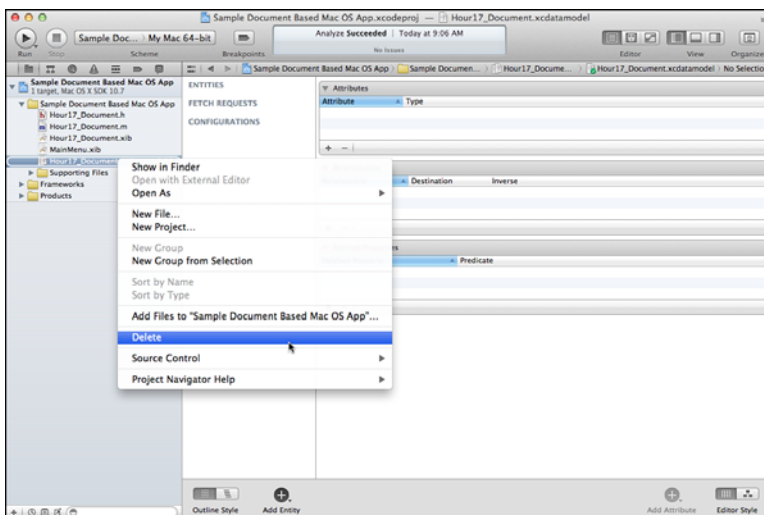 Sample Document Based Mac OS App.xcodeproj — Hour17_Document.xcdatamodel
Sample Doc... My Mac 64-bit
Analyze Succeeded | Today at 9:06 AM
No Issues
Run Stop Scheme Breakpoints Editor View Organizer
Sample Document Based Mac OS App Sample Documen... Hour17_Docume... Hour17_Document.xcdatamodel No Selection
Sample Document Based Mac OS App
1 target, Mac OS X SDK 10.7
Sample Document Based Mac OS App
Hour17_Document.h
Hour17_Document.m
Hour17_Document.xib
MainMenu.xib
Hour17_Document
Supporting Files
Frameworks
Products
ENTITIES
FETCH REQUESTS
CONFIGURATIONS
Attributes
Attribute Type
+ −
Destination Inverse
Predicate
Show in Finder
Open with External Editor
Open As
New File...
New Project...
New Group
New Group from Selection
Sort by Name
Sort by Type
Add Files to "Sample Document Based Mac OS App"...
Delete
Source Control
Project Navigator Help
Outline Style Add Entity Add Attribute Editor Style